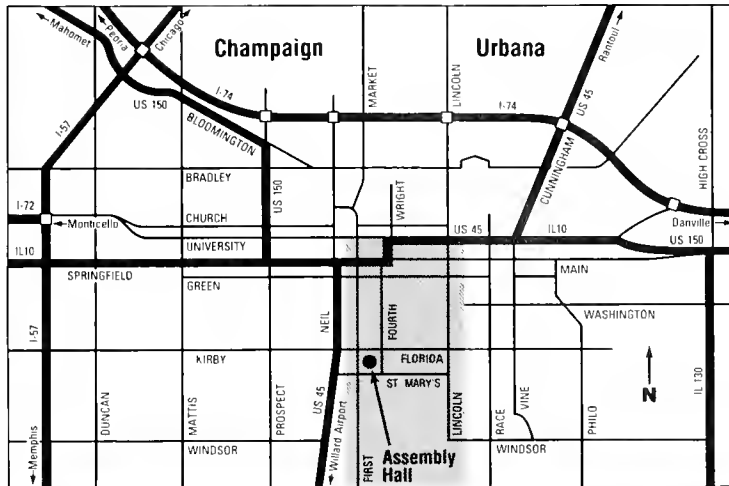 Mahomet
Peoria
Chicago
Champaign
Urbana
Rantoul
MARKET
LINCOLN
I-74
I-74
US 45
I-57
US 150
BLOOMINGTON
CUNNINGHAM
HIGH CROSS
BRADLEY
US 150
WRIGHT
I-72
Monticello
CHURCH
US 45
IL10
Danville
IL10
UNIVERSITY
US 150
SPRINGFIELD
GREEN
MAIN
WASHINGTON
I-57
NEIL
FOURTH
KIRBY
FLORIDA
ST MARY'S
N
IL 130
DUNCAN
MATTIS
PROSPECT
US 45
LINCOLN
RACE
VINE
PHILO
Memphis
WINDSOR
Willard Airport
FIRST
Assembly
Hall
WINDSOR